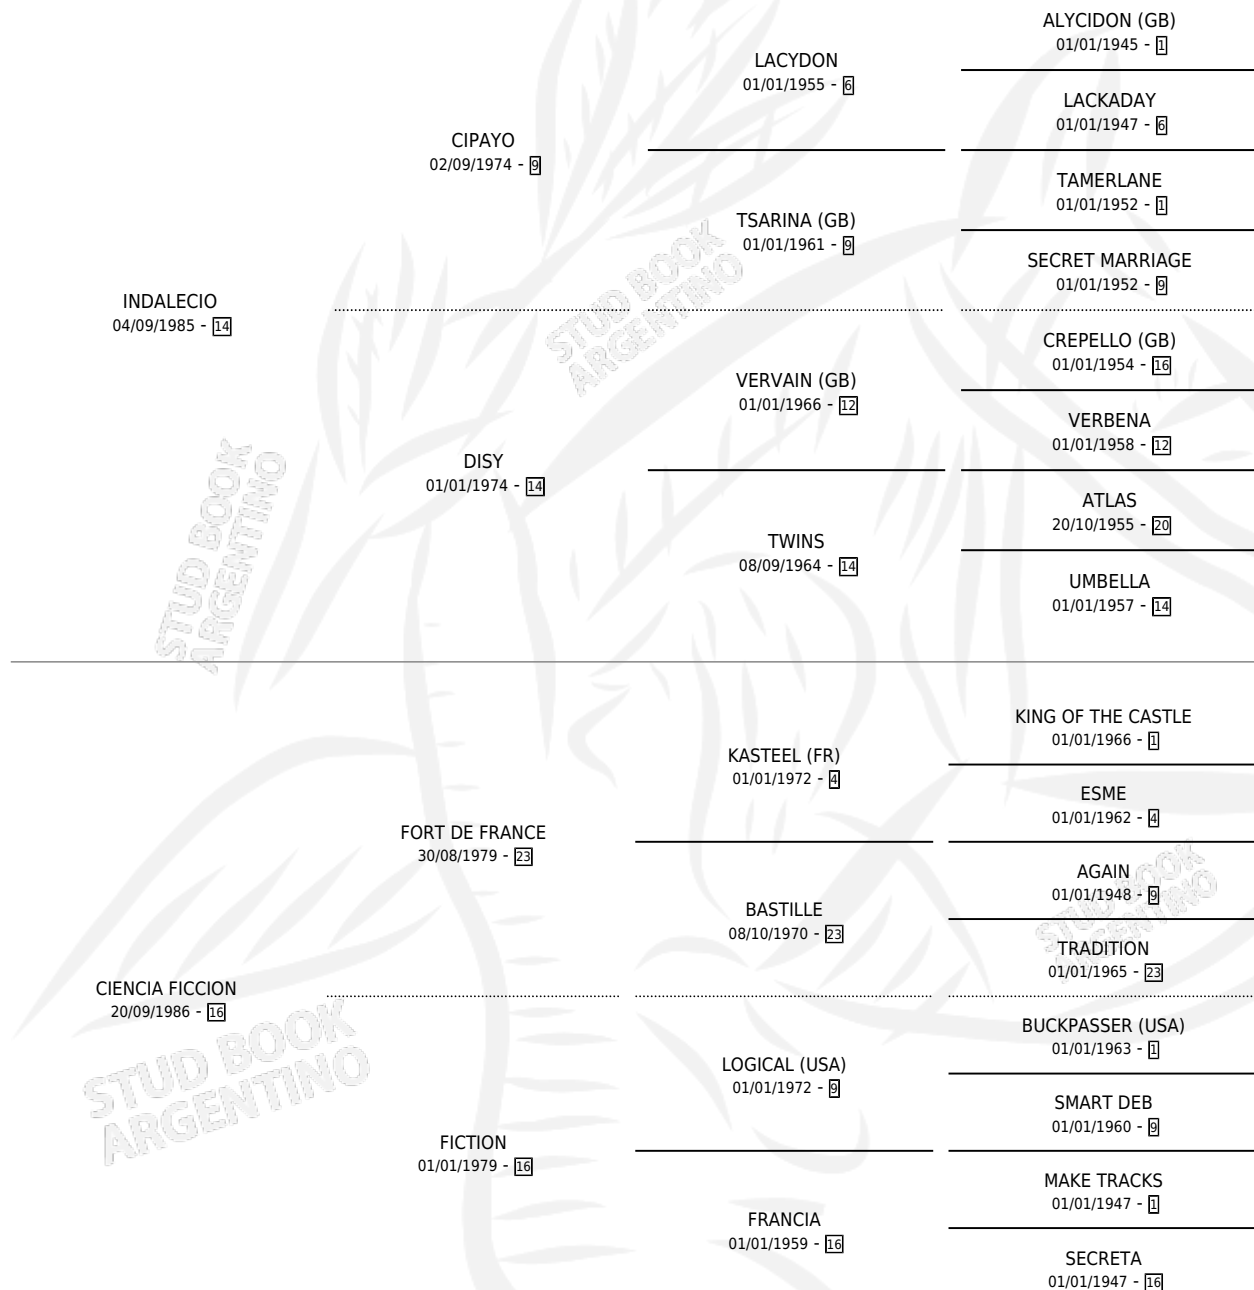 ALYCIDON (GB)
01/01/1945 - 1
LACYDON
01/01/1955 - 6
LACKADAY
01/01/1947 - 6
CIPAYO
02/09/1974 - 9
TAMERLANE
01/01/1952 - 1
TSARINA (GB)
01/01/1961 - 9
SECRET MARRIAGE
01/01/1952 - 9
INDALECIO
04/09/1985 - 14
CREPELLO (GB)
01/01/1954 - 16
VERVAIN (GB)
01/01/1966 - 12
VERBENA
01/01/1958 - 12
DISY
01/01/1974 - 14
ATLAS
20/10/1955 - 20
TWINS
08/09/1964 - 14
UMBELLA
01/01/1957 - 14
KING OF THE CASTLE
01/01/1966 - 1
KASTEEL (FR)
01/01/1972 - 4
ESME
01/01/1962 - 4
FORT DE FRANCE
30/08/1979 - 23
AGAIN
01/01/1948 - 9
BASTILLE
08/10/1970 - 23
TRADITION
01/01/1965 - 23
CIENCIA FICCION
20/09/1986 - 16
BUCKPASSER (USA)
01/01/1963 - 1
LOGICAL (USA)
01/01/1972 - 9
SMART DEB
01/01/1960 - 9
FICTION
01/01/1979 - 16
MAKE TRACKS
01/01/1947 - 1
FRANCIA
01/01/1959 - 16
SECRETA
01/01/1947 - 16
STUD BOOK
ARGENTINO
STUD BOOK
ARGENTINO
STUD BOOK
ARGENTINO
STUD BOOK
ARGENTINO